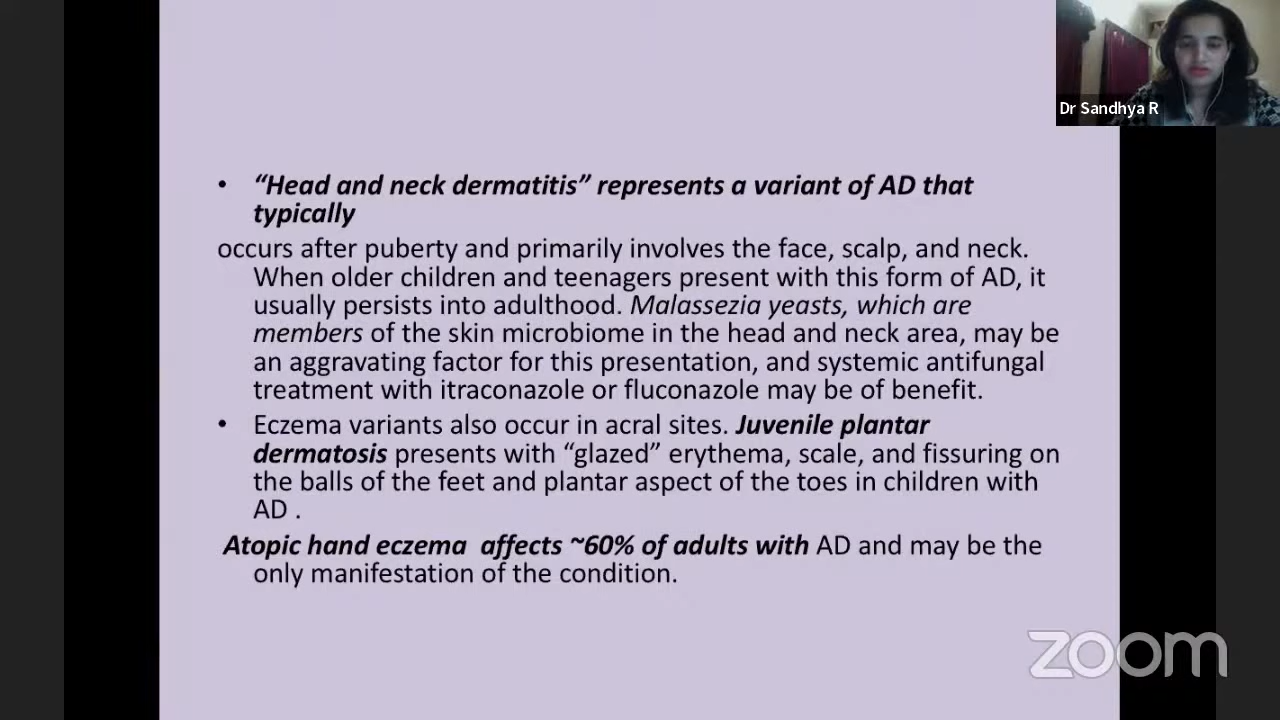 Dr Sandhya R
• “Head and neck dermatitis” represents a variant of AD that
typically
occurs after puberty and primarily involves the face, scalp, and neck.
When older children and teenagers present with this form of AD, it
usually persists into adulthood. Malassezia yeasts, which are
members of the skin microbiome in the head and neck area, may be
an aggravating factor for this presentation, and systemic antifungal
treatment with itraconazole or fluconazole may be of benefit.
• Eczema variants also occur in acral sites. Juvenile plantar
dermatosis presents with “glazed” erythema, scale, and fissuring on
the balls of the feet and plantar aspect of the toes in children with
AD .
Atopic hand eczema affects ~60% of adults with AD and may be the
only manifestation of the condition.
zoom